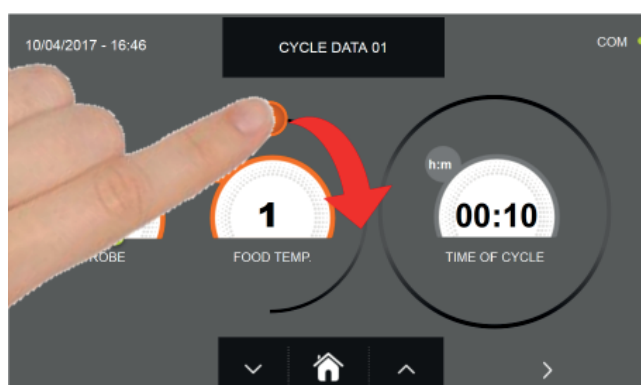 10/04/2017 - 16:46
CYCLE DATA 01
COM
h:m
1
00:10
ROBE
FOOD TEMP.
TIME OF CYCLE